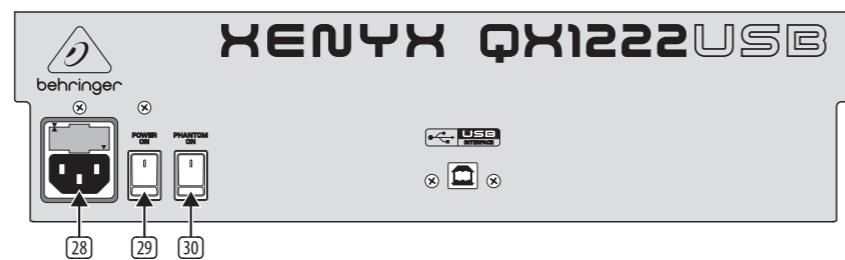 XENYX QX1222USB
behringer
POWER ON
PHANTOM ON
USB
INTERFACE
28 29 30